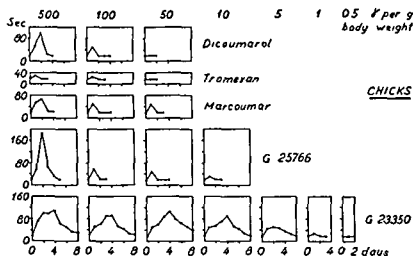 Sec 500 100 50 10 5 1 0.5 γ per g
body weight
80
0
Dicoumarol
40
0
Tromexan
CHICKS
80
0
Marcoumar
160
80
0
G 25766
160
80
0
G 23350
0 4 8 0 4 8 0 4 8 0 4 8 0 4 0 2 0 2 days